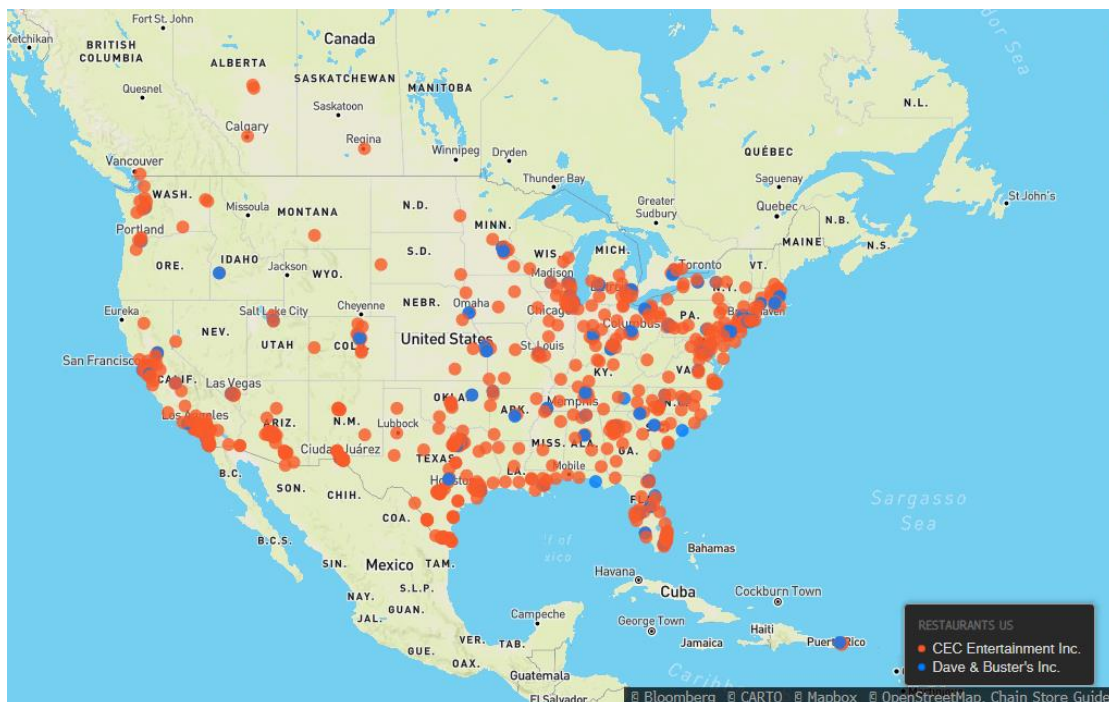 Fort St. John
Ketchikan
BRITISH
COLUMBIA
Canada
ALBERTA
SASKATCHEWAN
MANITOBA
Quesnel
Saskatoon
Calgary
Regina
Winnipeg
Dryden
Thunder Bay
Greater
Sudbury
QUÉBEC
Saguenay
Quebec
N.L.
St John's
N.B.
N.S.
MAINE
Vancouver
WASH.
Missoula
MONTANA
N.D.
MINN.
Portland
ORE.
IDAHO
Jackson
WYO.
S.D.
WIS.
Madison
MICH.
Toronto
VT.
N.Y.
Eureka
Salt Lake City
Cheyenne
NEBR.
Omaha
Chicago
Columbus
PA.
NEV.
UTAH
United States
St. Louis
San Francisco
CALIF.
Las Vegas
KY.
Los Angeles
ARIZ.
N.M.
Lubbock
ARK.
Memphis
Ciudad Juárez
TEXAS
MISS.
ALA.
GA.
LA.
Mobile
B.C.
SON.
CHIH.
COA.
B.C.S.
Mexico
TAM.
SIN.
S.L.P.
NAY.
GUAN.
JAL.
VER.
TAB.
GUE.
OAX.
Campeche
Guatemala
El Salvador
Sargasso
Sea
Bahamas
Havana
Cuba
Cockburn Town
George Town
Jamaica
Haiti
Puerto Rico
RESTAURANTS US
CEC Entertainment Inc.
Dave & Buster's Inc.
© Bloomberg © CARTO © Mapbox © OpenStreetMap, Chain Store Guide